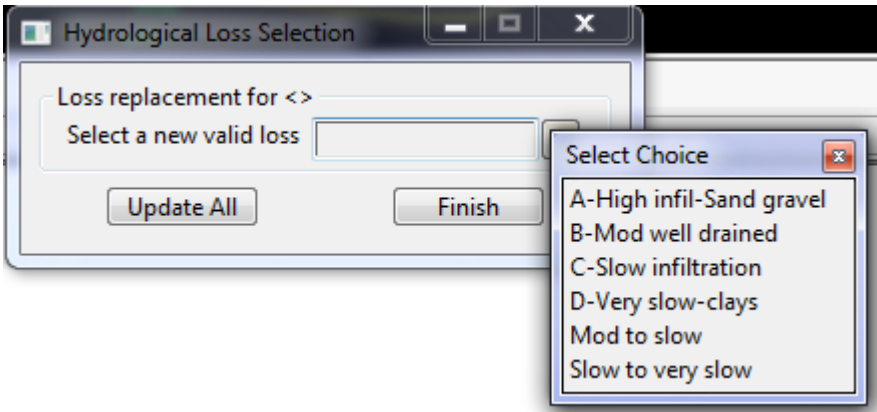 Hydrological Loss Selection
Loss replacement for <>
Select a new valid loss
Update All
Finish
Select Choice
A-High infil-Sand gravel
B-Mod well drained
C-Slow infiltration
D-Very slow-clays
Mod to slow
Slow to very slow